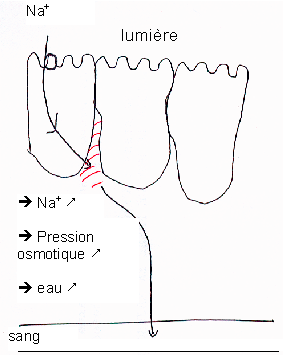 Na⁺
lumière
➔ Na⁺ ↗
➔ Pression
osmotique ↗
➔ eau ↗
sang